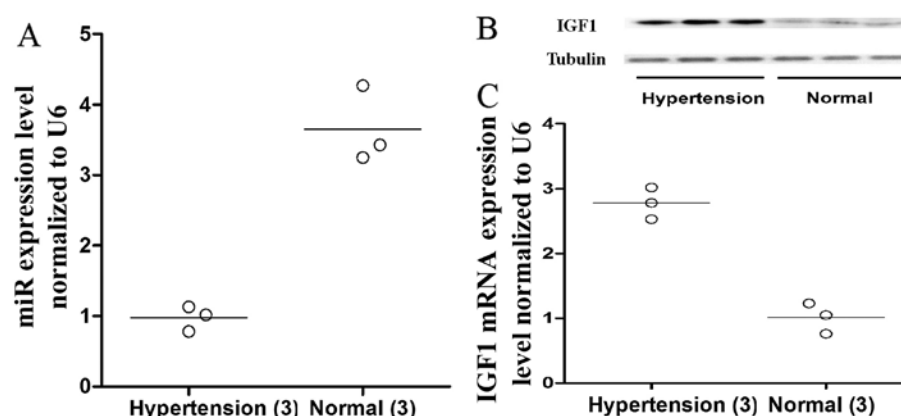 A
miR expression level
normalized to U6
5
4
3
2
1
0
Hypertension (3) Normal (3)
B
IGF1
Tubulin
Hypertension Normal
C
IGF1 mRNA expression
level normalized to U6
4
3
2
1
0
Hypertension (3) Normal (3)